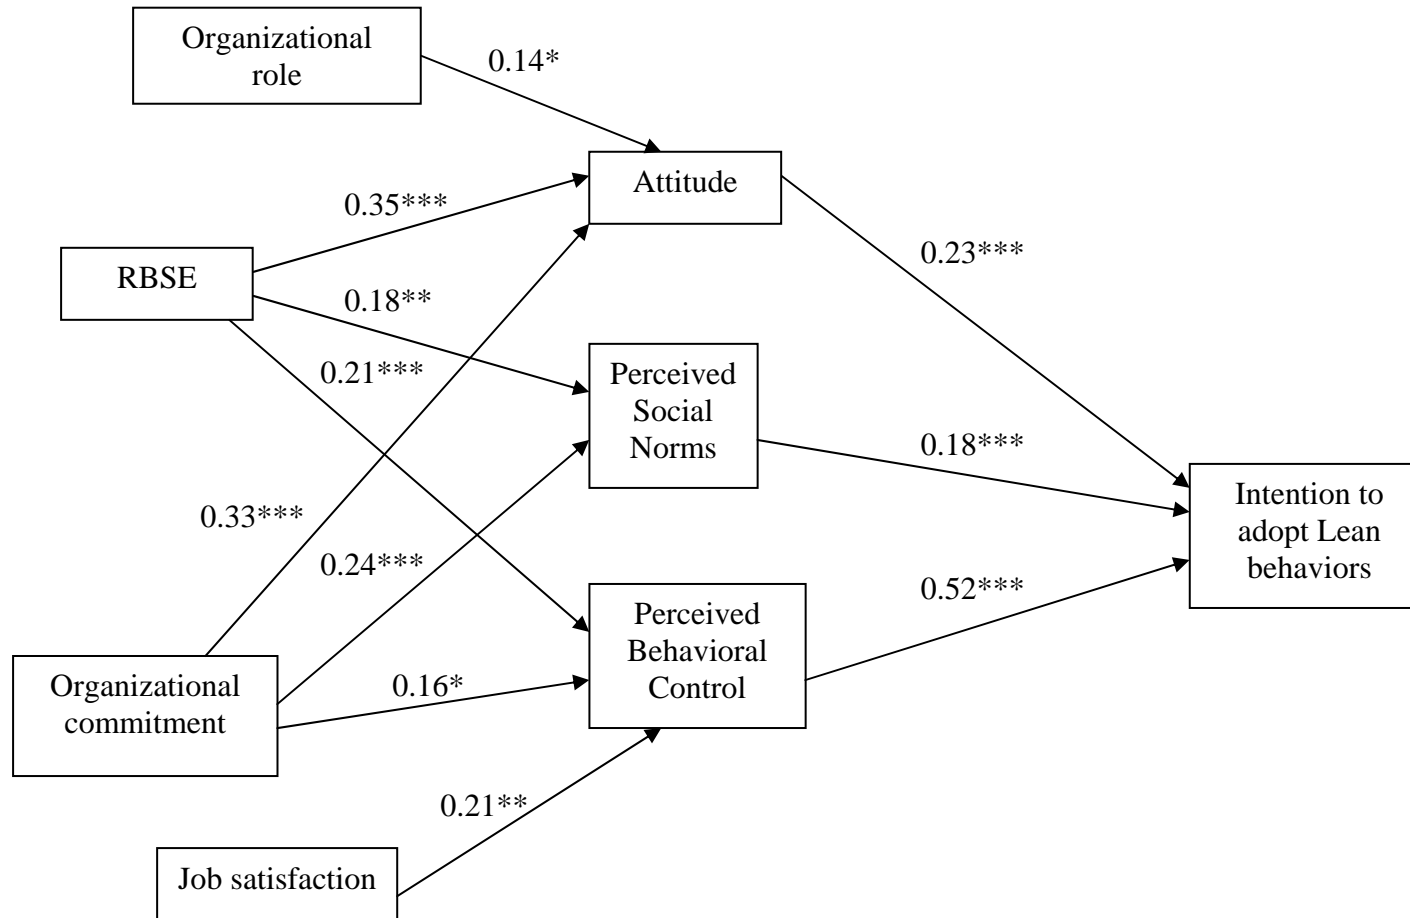 Organizational
role
0.14*
Attitude
0.35***
0.23***
RBSE
0.18**
0.21***
Perceived
Social
Norms
0.18***
Intention to
adopt Lean
behaviors
0.33***
0.24***
0.52***
Perceived
Behavioral
Control
Organizational
commitment
0.16*
0.21**
Job satisfaction